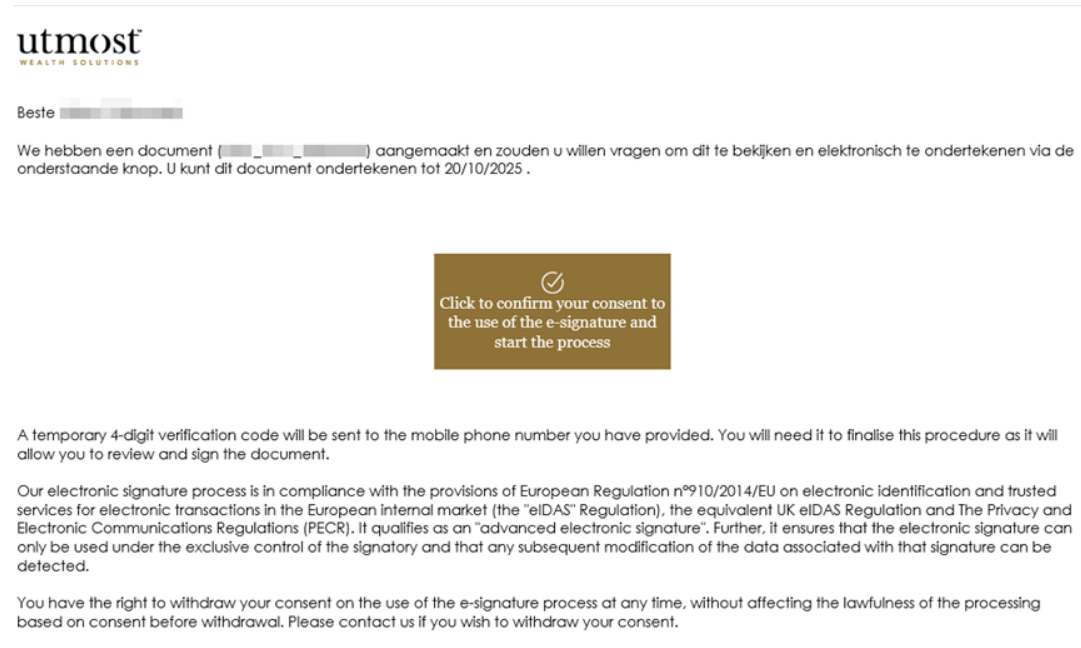 utmost™
WEALTH SOLUTIONS
Beste
We hebben een document ( _ _ ) aangemaakt en zouden u willen vragen om dit te bekijken en elektronisch te ondertekenen via de
onderstaande knop. U kunt dit document ondertekenen tot 20/10/2025 .
Click to confirm your consent to
the use of the e-signature and
start the process
A temporary 4-digit verification code will be sent to the mobile phone number you have provided. You will need it to finalise this procedure as it will
allow you to review and sign the document.
Our electronic signature process is in compliance with the provisions of European Regulation n°910/2014/EU on electronic identification and trusted
services for electronic transactions in the European internal market (the "eIDAS" Regulation), the equivalent UK eIDAS Regulation and The Privacy and
Electronic Communications Regulations (PECR). It qualifies as an "advanced electronic signature". Further, it ensures that the electronic signature can
only be used under the exclusive control of the signatory and that any subsequent modification of the data associated with that signature can be
detected.
You have the right to withdraw your consent on the use of the e-signature process at any time, without affecting the lawfulness of the processing
based on consent before withdrawal. Please contact us if you wish to withdraw your consent.